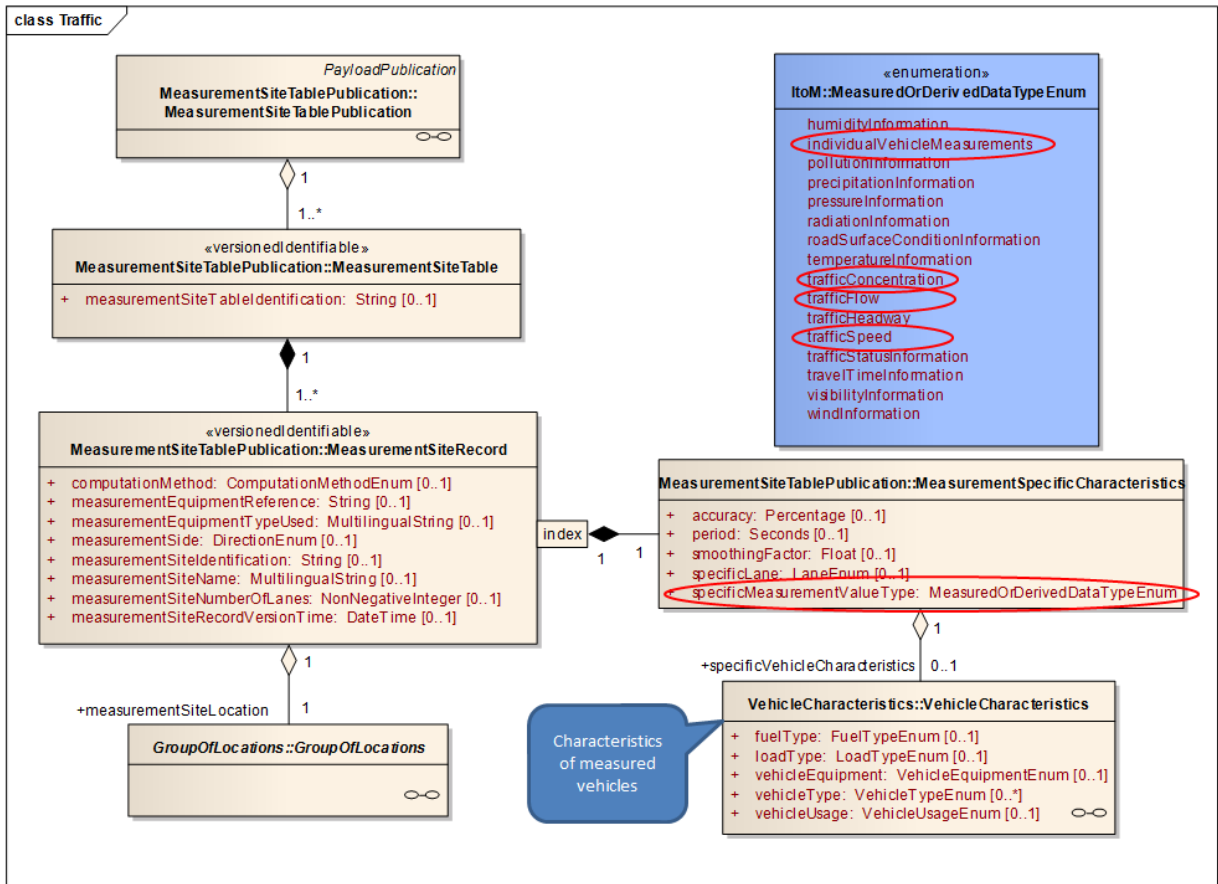 class Traffic
PayloadPublication
MeasurementSiteTablePublication::
MeasurementSiteTablePublication
1
1..*
«versionedIdentifiable»
MeasurementSiteTablePublication::MeasurementSiteTable
+ measurementSiteTableIdentification: String [0..1]
1
1..*
«versionedIdentifiable»
MeasurementSiteTablePublication::MeasurementSiteRecord
+ computationMethod: ComputationMethodEnum [0..1]
+ measurementEquipmentReference: String [0..1]
+ measurementEquipmentTypeUsed: MultilingualString [0..1]
+ measurementSide: DirectionEnum [0..1]
+ measurementSiteIdentification: String [0..1]
+ measurementSiteName: MultilingualString [0..1]
+ measurementSiteNumberOfLanes: NonNegativeInteger [0..1]
+ measurementSiteRecordVersionTime: DateTime [0..1]
index
1
1
1
+measurementSiteLocation
1
GroupOfLocations::GroupOfLocations
«enumeration»
ItoM::MeasuredOrDerivedDataTypeEnum
humidityInformation
individualVehicleMeasurements
pollutionInformation
precipitationInformation
pressureInformation
radiationInformation
roadSurfaceConditionInformation
temperatureInformation
trafficConcentration
trafficFlow
trafficHeadway
trafficSpeed
trafficStatusInformation
travelTimeInformation
visibilityInformation
windInformation
MeasurementSiteTablePublication::MeasurementSpecificCharacteristics
+ accuracy: Percentage [0..1]
+ period: Seconds [0..1]
+ smoothingFactor: Float [0..1]
+ specificLane: LaneEnum [0..1]
+ specificMeasurementValueType: MeasuredOrDerivedDataTypeEnum
1
+specificVehicleCharacteristics
0..1
Characteristics
of measured
vehicles
VehicleCharacteristics::VehicleCharacteristics
+ fuelType: FuelTypeEnum [0..1]
+ loadType: LoadTypeEnum [0..1]
+ vehicleEquipment: VehicleEquipmentEnum [0..1]
+ vehicleType: VehicleTypeEnum [0..*]
+ vehicleUsage: VehicleUsageEnum [0..1]